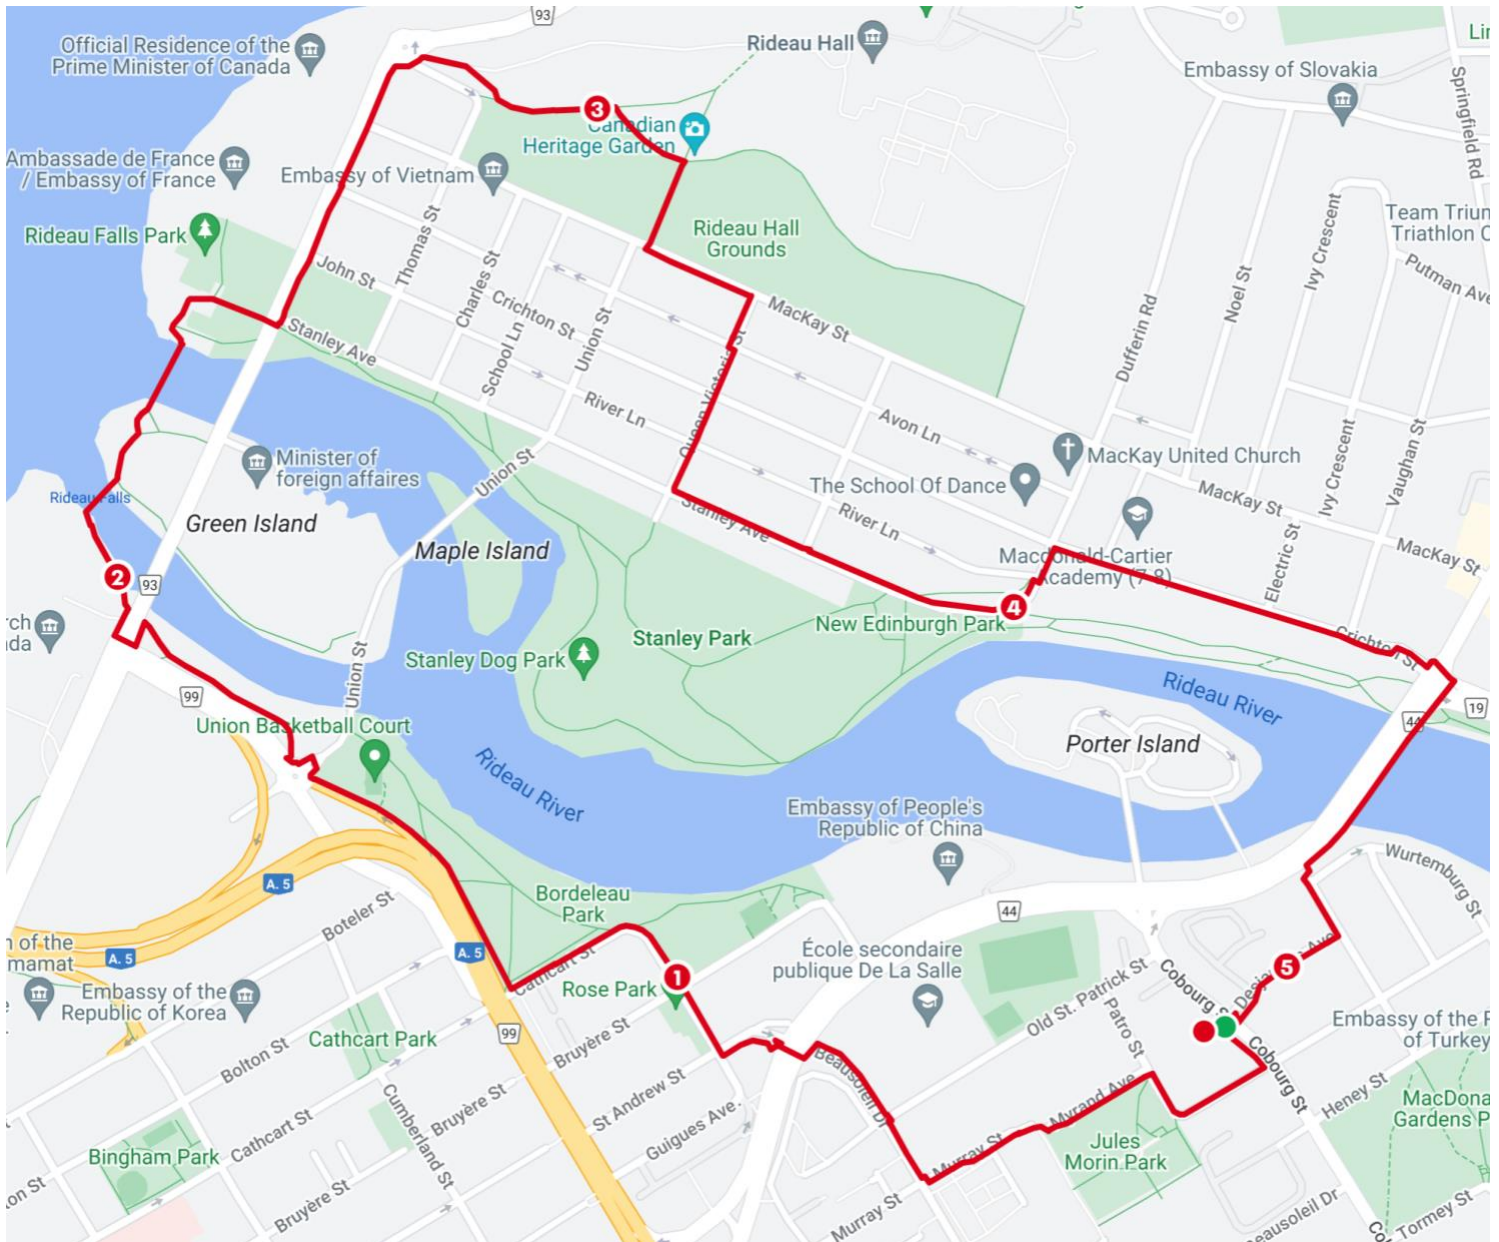 93
Official Residence of the
Prime Minister of Canada
Rideau Hall
Embassy of Slovakia
Springfield Rd
3
Canadian
Heritage Garden
Ambassade de France
/ Embassy of France
Embassy of Vietnam
Rideau Falls Park
Rideau Hall
Grounds
Thomas St
Charles St
John St
Crichton St
School Ln
Union St
Stanley Ave
River Ln
Queen Victoria St
MacKay St
Avon Ln
Dufferin Rd
Noel St
Ivy Crescent
Team Triun
Triathlon C
Putman Ave
Vaughan St
Ivy Crescent
MacKay United Church
MacKay St
MacKay St
The School Of Dance
River Ln
Macdonald-Cartier
Academy (7-8)
Electric St
Minister of
foreign affaires
Rideau Falls
Green Island
Union St
Maple Island
Stanley Ave
2
93
4
New Edinburgh Park
Crichton St
Stanley Park
Stanley Dog Park
Union St
99
Union Basketball Court
Rideau River
Rideau River
Porter Island
19
44
Embassy of People's
Republic of China
Wurtemburg St
A. 5
Bordeleau
Park
Boteler St
A. 5
A. 5
44
École secondaire
publique De La Salle
Cathcart St
1
Rose Park
Old St. Patrick St
Cobourg St
5
Embassy of the
Republic of Korea
99
Cathcart Park
Bolton St
Bruyère St
Patro St
Cobourg St
Embassy of the
of Turkey
Beausoleil Dr
Myrand Ave
Heney St
St Andrew St
Guigues Ave.
Bruyère St
Cumberland St
Cathcart St
Bingham Park
Murray St
Jules
Morin Park
MacDona
Gardens P
Bruyère St
Murray St
Beausoleil Dr
Tormey St